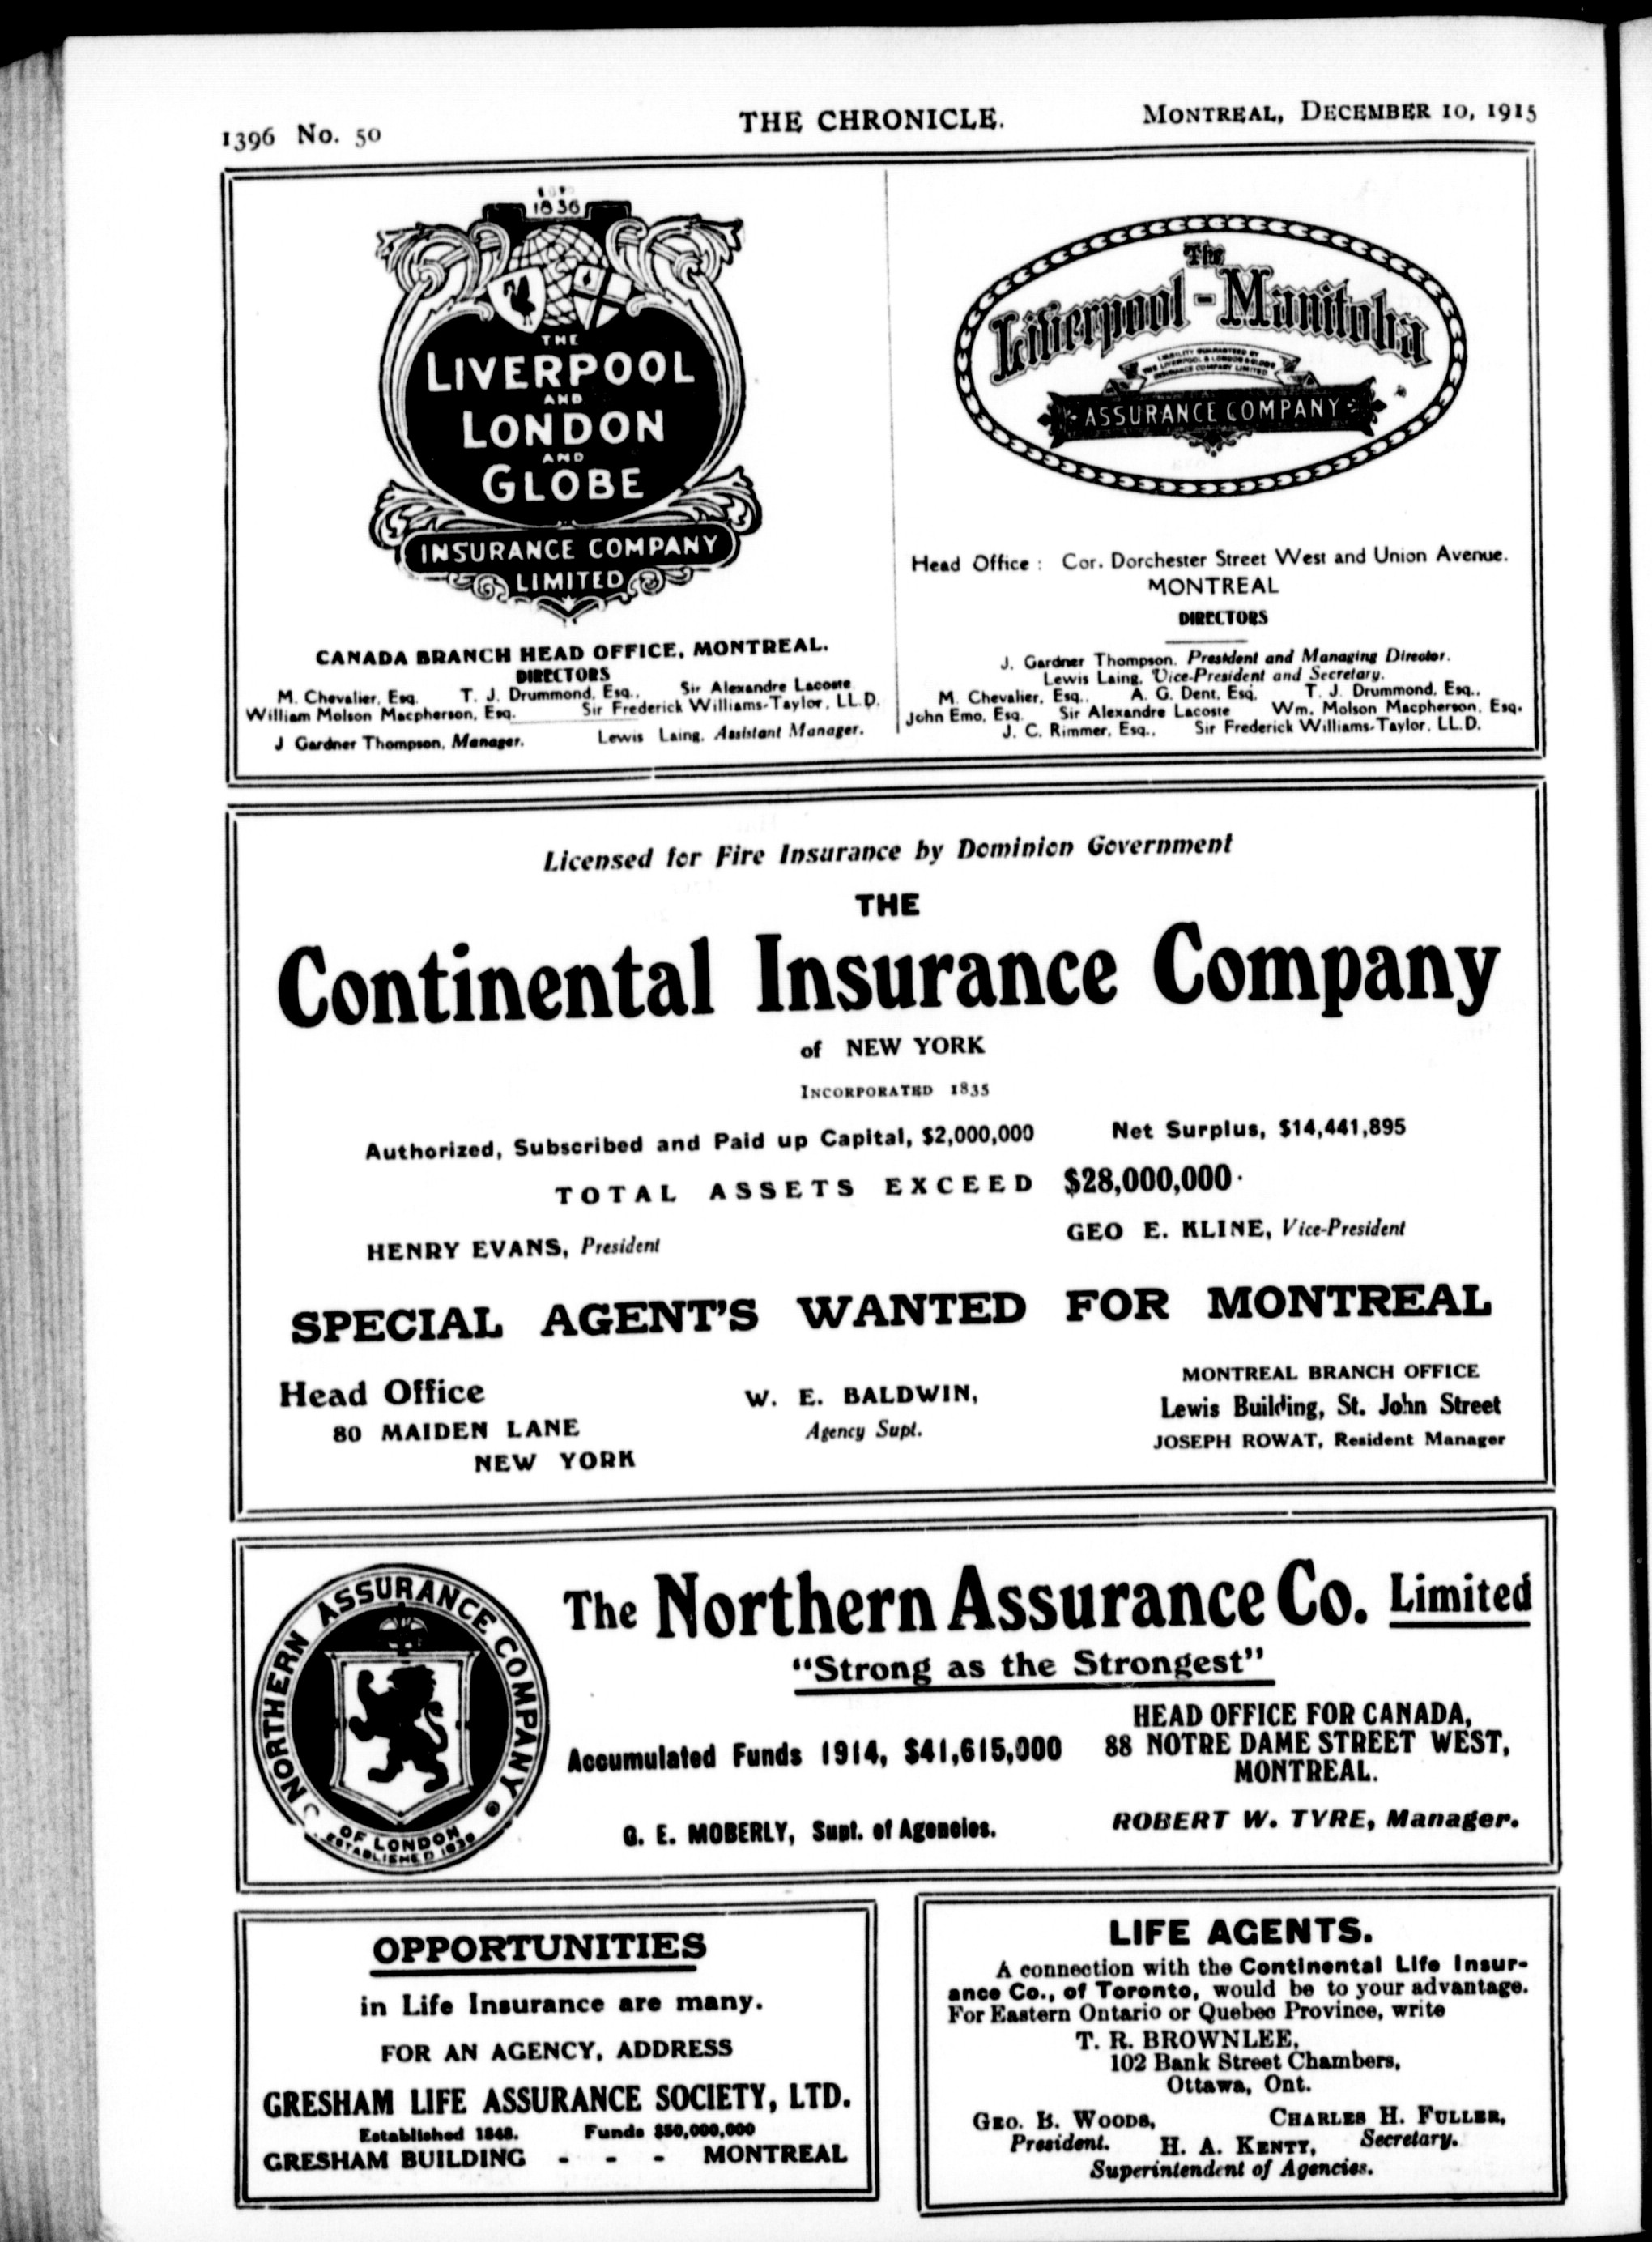 1396 No. 50
THE CHRONICLE.
MONTREAL, DECEMBER 10, 1915
1836
THE
LIVERPOOL
AND
LONDON
AND
GLOBE
INSURANCE COMPANY
LIMITED
CANADA BRANCH HEAD OFFICE, MONTREAL.
DIRECTORS
M. Chevalier, Esq. T. J. Drummond, Esq., Sir Alexandre Lacoste
William Molson Macpherson, Esq. Sir Frederick Williams-Taylor, LL.D.
J Gardner Thompson, Manager. Lewis Laing, Assistant Manager.
The
Liverpool - Manitoba
LIABILITY GUARANTEED BY
THE LIVERPOOL & LONDON & GLOBE
INSURANCE COMPANY LIMITED
ASSURANCE COMPANY
Head Office : Cor. Dorchester Street West and Union Avenue.
MONTREAL
DIRECTORS
J. Gardner Thompson, President and Managing Director.
Lewis Laing, Vice-President and Secretary.
M. Chevalier, Esq., A. G. Dent, Esq, T. J. Drummond, Esq.,
John Emo, Esq. Sir Alexandre Lacoste Wm. Molson Macpherson, Esq.
J. C. Rimmer, Esq., Sir Frederick Williams-Taylor, LL.D.
Licensed for Fire Insurance by Dominion Government
THE
Continental Insurance Company
of NEW YORK
INCORPORATED 1835
Authorized, Subscribed and Paid up Capital, $2,000,000 Net Surplus, $14,441,895
TOTAL ASSETS EXCEED $28,000,000.
HENRY EVANS, President GEO E. KLINE, Vice-President
SPECIAL AGENT'S WANTED FOR MONTREAL
Head Office
80 MAIDEN LANE
NEW YORK
W. E. BALDWIN,
Agency Supt.
MONTREAL BRANCH OFFICE
Lewis Building, St. John Street
JOSEPH ROWAT, Resident Manager
NORTHERN ASSURANCE COMPANY
OF LONDON
ESTABLISHED 1836
The Northern Assurance Co. Limited
"Strong as the Strongest"
Accumulated Funds 1914, $41,615,000
HEAD OFFICE FOR CANADA,
88 NOTRE DAME STREET WEST,
MONTREAL.
G. E. MOBERLY, Supt. of Agencies.
ROBERT W. TYRE, Manager.
OPPORTUNITIES
in Life Insurance are many.
FOR AN AGENCY, ADDRESS
GRESHAM LIFE ASSURANCE SOCIETY, LTD.
Established 1848. Funds $50,000,000
GRESHAM BUILDING - - - MONTREAL
LIFE AGENTS.
A connection with the Continental Life Insur-
ance Co., of Toronto, would be to your advantage.
For Eastern Ontario or Quebec Province, write
T. R. BROWNLEE,
102 Bank Street Chambers,
Ottawa, Ont.
GEO. B. WOODS, CHARLES H. FULLER,
President. H. A. KENTY, Secretary.
Superintendent of Agencies.